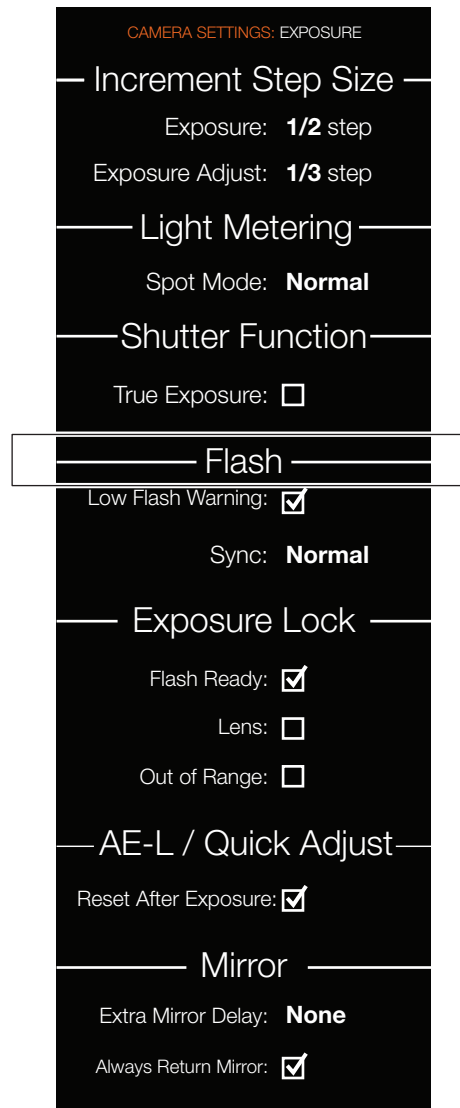 CAMERA SETTINGS: EXPOSURE
Increment Step Size
Exposure: 1/2 step
Exposure Adjust: 1/3 step
Light Metering
Spot Mode: Normal
Shutter Function
True Exposure:
Flash
Low Flash Warning:
Sync: Normal
Exposure Lock
Flash Ready:
Lens:
Out of Range:
AE-L / Quick Adjust
Reset After Exposure:
Mirror
Extra Mirror Delay: None
Always Return Mirror: